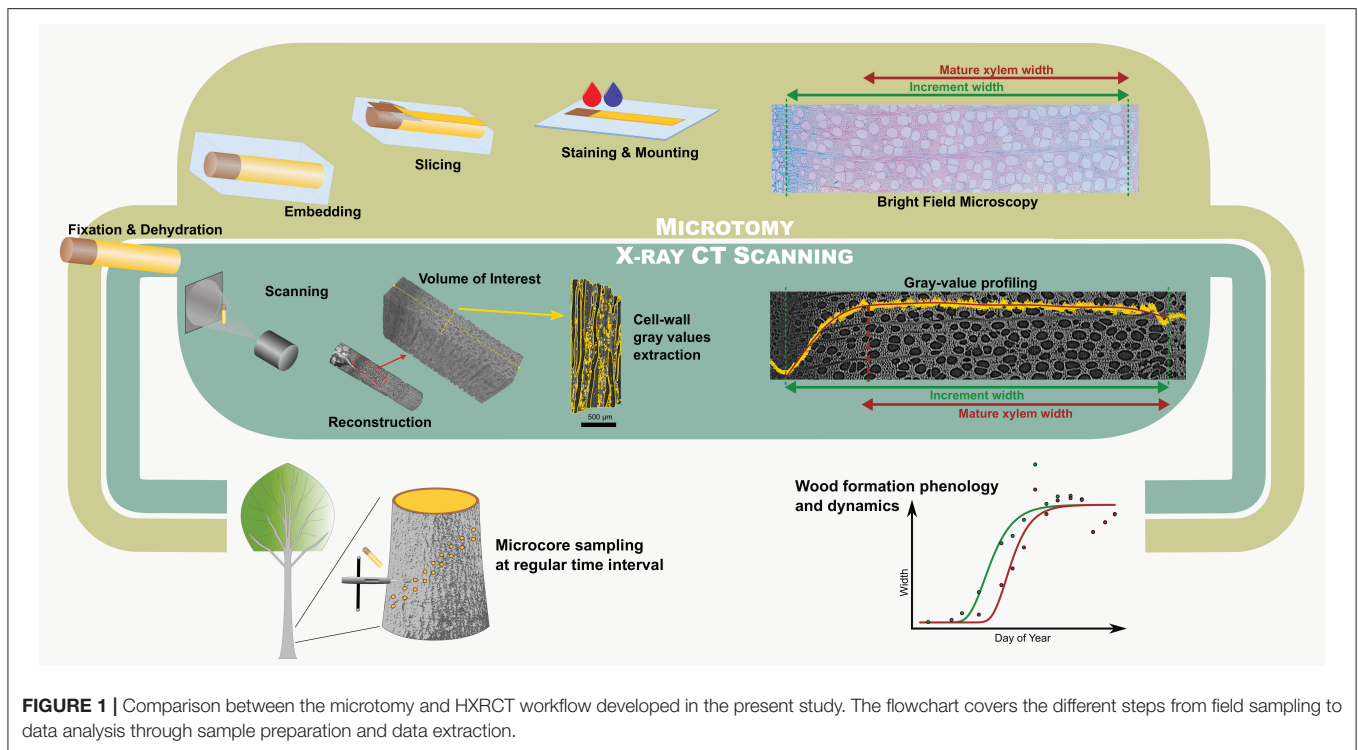 Mature xylem width
Increment width
Slicing
Staining & Mounting
Embedding
Bright Field Microscopy
Fixation & Dehydration
MICROTOMY
X-RAY CT SCANNING
Scanning
Volume of Interest
Gray-value profiling
Cell-wall
gray values
extraction
500 µm
Reconstruction
Increment width
Mature xylem width
Microcore sampling
at regular time interval
Wood formation phenology
and dynamics
Width
Day of Year
FIGURE 1 | Comparison between the microtomy and HXRCT workflow developed in the present study. The flowchart covers the different steps from field sampling to
data analysis through sample preparation and data extraction.